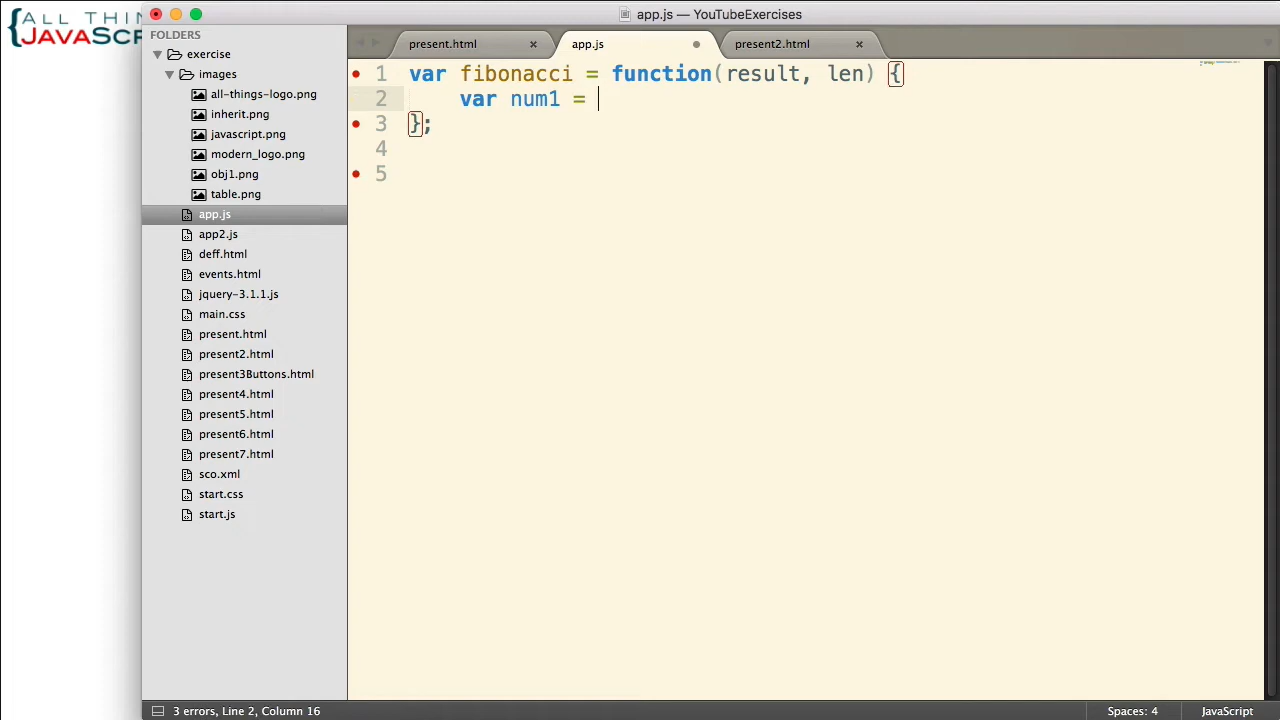 {ALL THIN
JAVASCR
app.js — YouTubeExercises
FOLDERS
exercise
images
all-things-logo.png
inherit.png
javascript.png
modern_logo.png
obj1.png
table.png
app.js
app2.js
deff.html
events.html
jquery-3.1.1.js
main.css
present.html
present2.html
present3Buttons.html
present4.html
present5.html
present6.html
present7.html
sco.xml
start.css
start.js
present.html ×
app.js
present2.html ×
1 var fibonacci = function(result, len) {
2     var num1 =
3 };
4
5
3 errors, Line 2, Column 16
Spaces: 4
JavaScript